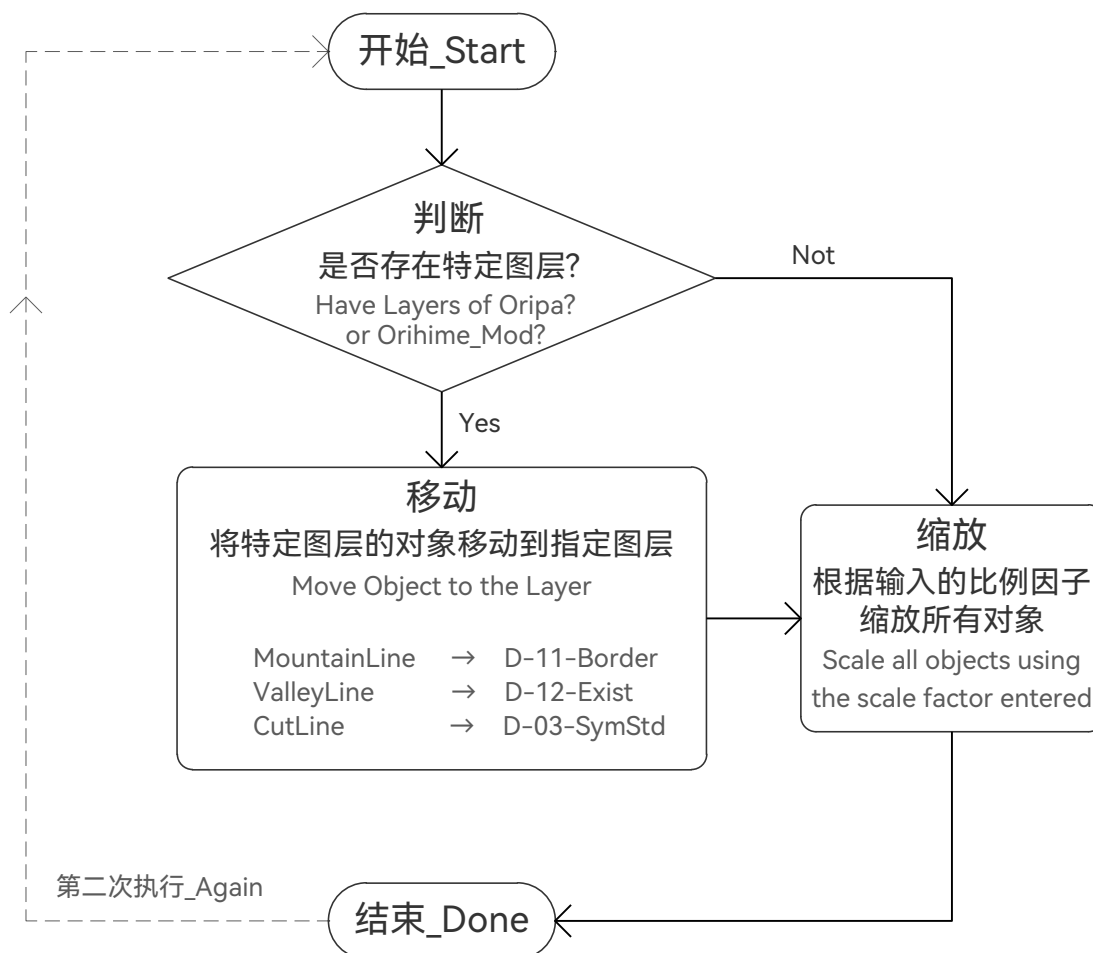 开始_Start
判断
是否存在特定图层?
Have Layers of Oripa?
or Orihime_Mod?
Not
Yes
移动
将特定图层的对象移动到指定图层
Move Object to the Layer
MountainLine → D-11-Border
ValleyLine → D-12-Exist
CutLine → D-03-SymStd
缩放
根据输入的比例因子
缩放所有对象
Scale all objects using
the scale factor entered
第二次执行_Again
结束_Done